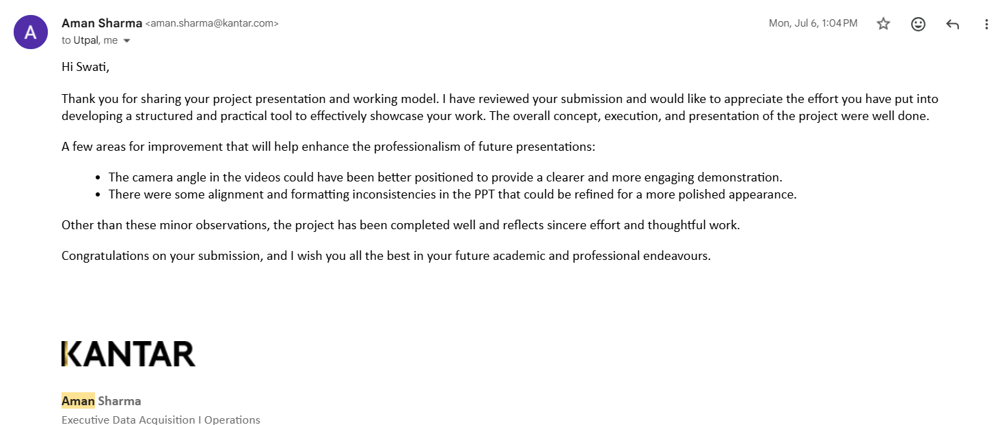 A
Aman Sharma <aman.sharma@kantar.com>
Mon, Jul 6, 1:04 PM
to Utpal, me
Hi Swati,
Thank you for sharing your project presentation and working model. I have reviewed your submission and would like to appreciate the effort you have put into
developing a structured and practical tool to effectively showcase your work. The overall concept, execution, and presentation of the project were well done.
A few areas for improvement that will help enhance the professionalism of future presentations:
• The camera angle in the videos could have been better positioned to provide a clearer and more engaging demonstration.
• There were some alignment and formatting inconsistencies in the PPT that could be refined for a more polished appearance.
Other than these minor observations, the project has been completed well and reflects sincere effort and thoughtful work.
Congratulations on your submission, and I wish you all the best in your future academic and professional endeavours.
KANTAR
Aman Sharma
Executive Data Acquisition I Operations